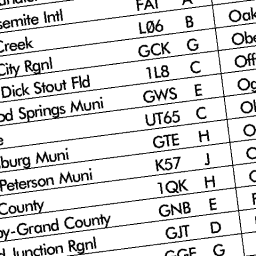 semite Intl FAT A
Creek L06 B Oak
City Rgnl GCK G Obe
Dick Stout Fld 1L8 C Off
od Springs Muni GWS E Og
e UT65 C
burg Muni GTE H
Peterson Muni K57 J
County 1QK H
by-Grand County GNB E
Junction Rgnl GJT D
G